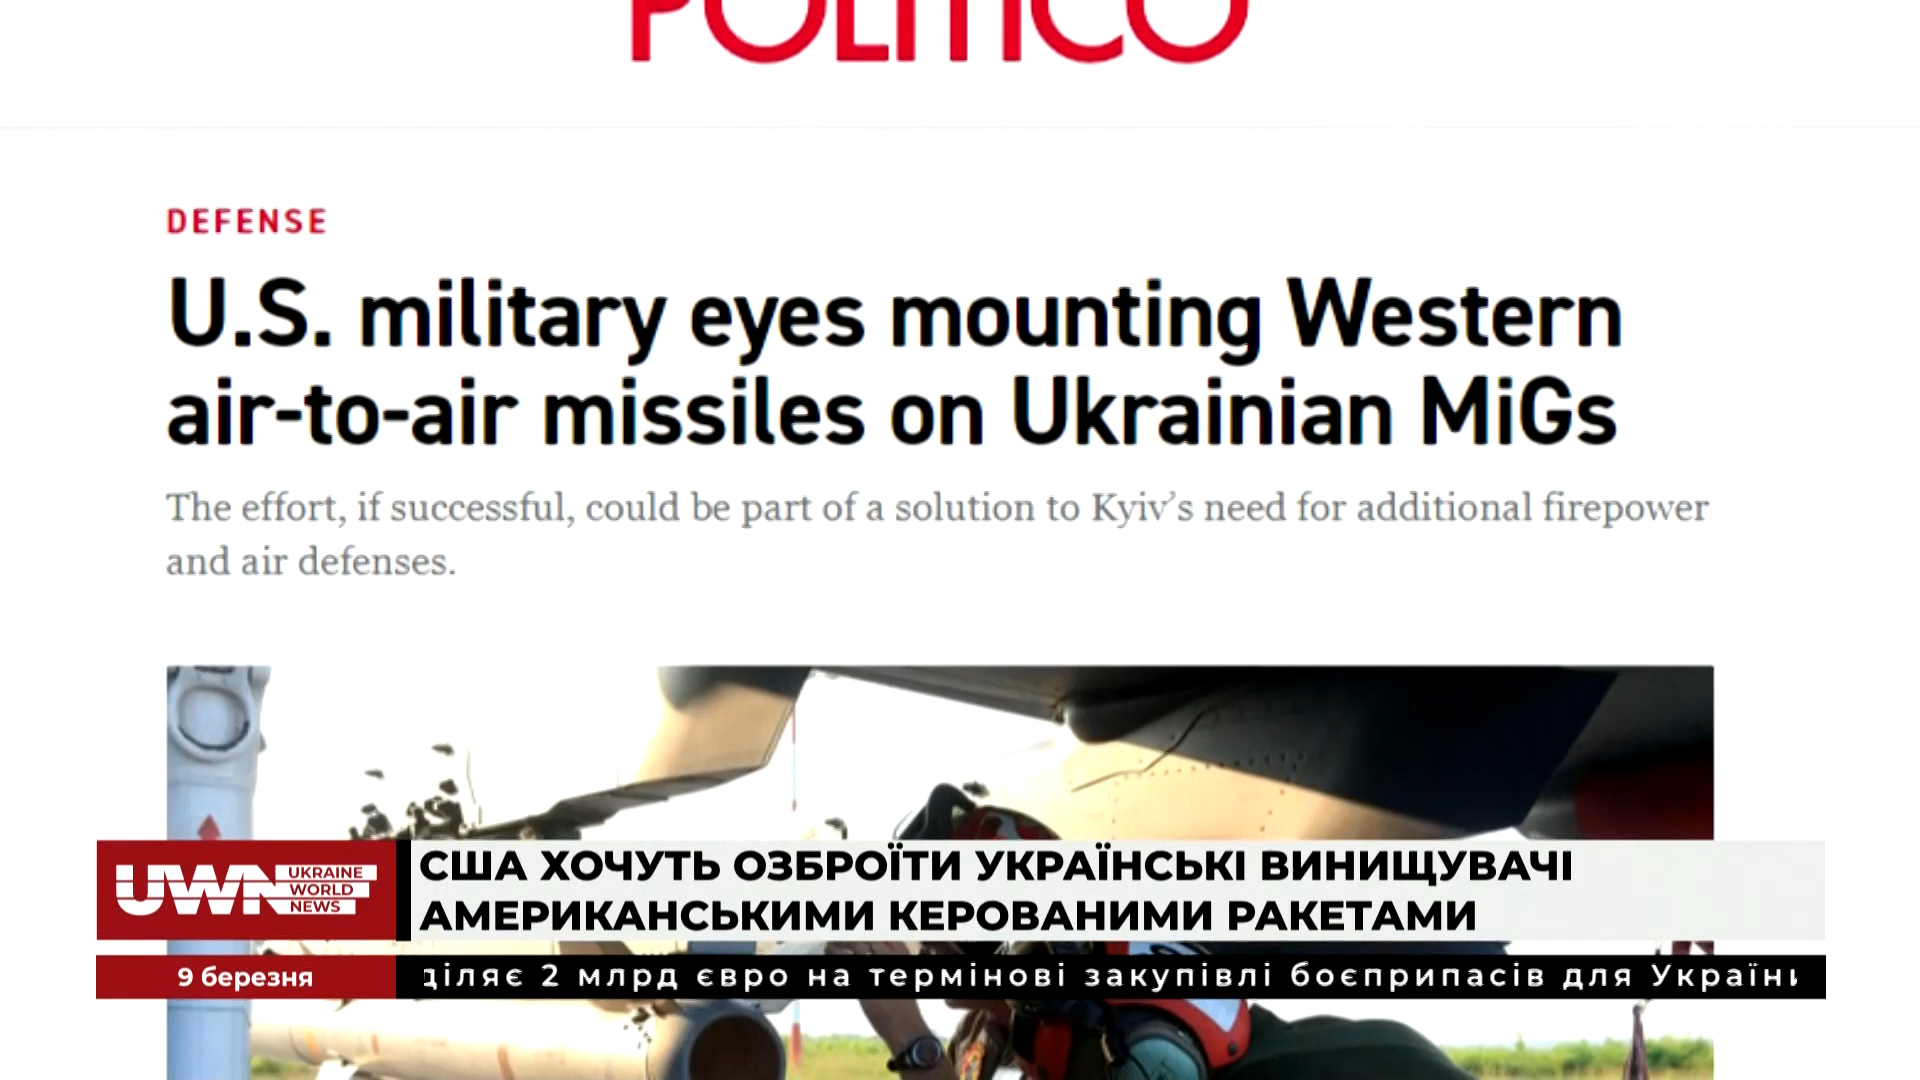 POLITICO
DEFENSE
U.S. military eyes mounting Western
air-to-air missiles on Ukrainian MiGs
The effort, if successful, could be part of a solution to Kyiv’s need for additional firepower
and air defenses.
UWN UKRAINE
WORLD
NEWS
США ХОЧУТЬ ОЗБРОЇТИ УКРАЇНСЬКІ ВИНИЩУВАЧІ
АМЕРИКАНСЬКИМИ КЕРОВАНИМИ РАКЕТАМИ
9 березня
діляє 2 млрд євро на термінові закупівлі боєприпасів для України